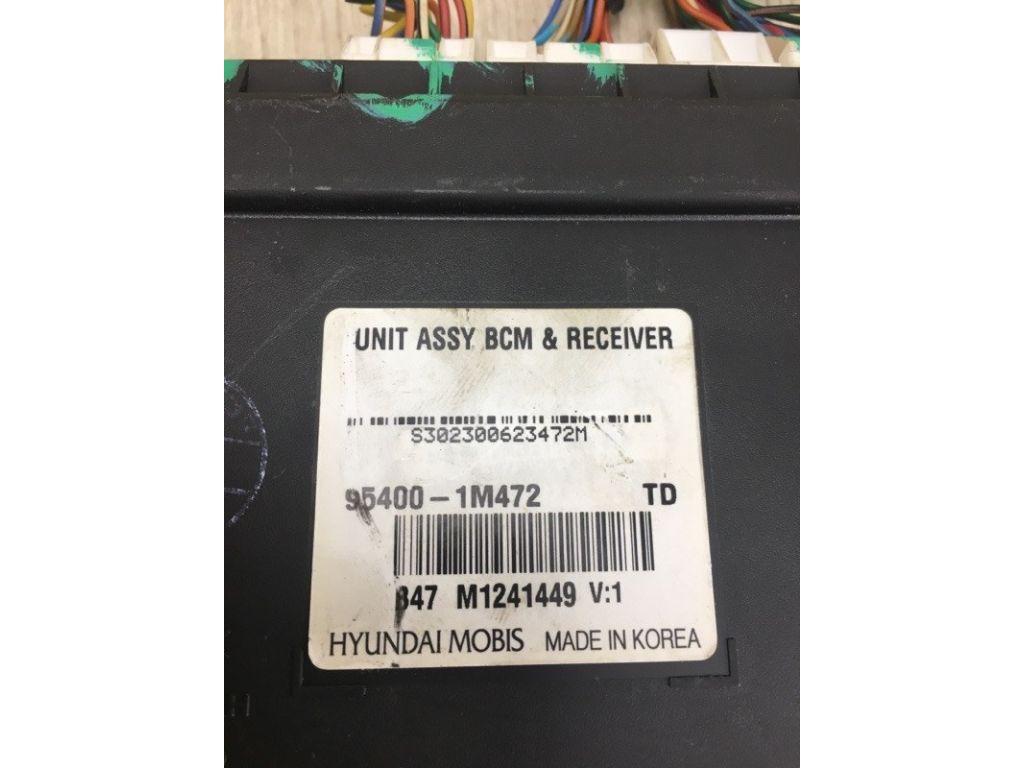 UNIT ASSY BCM & RECEIVER
S302300623472M
95400-1M472 TD
M1241449 V:1
HYUNDAI MOBIS MADE IN KOREA